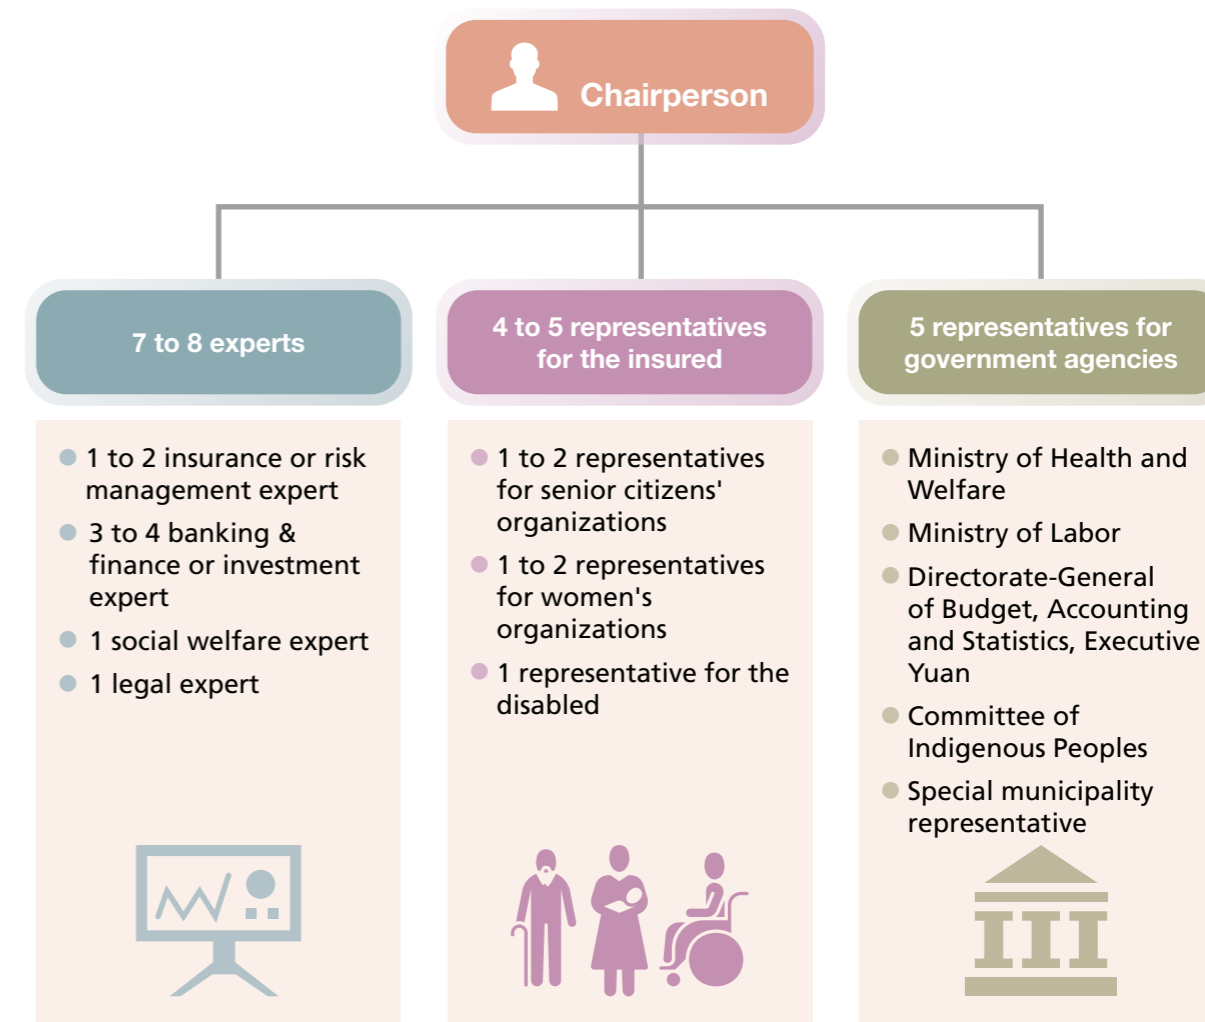 Chairperson
7 to 8 experts
1 to 2 insurance or risk
management expert
3 to 4 banking &
finance or investment
expert
1 social welfare expert
1 legal expert
4 to 5 representatives
for the insured
1 to 2 representatives
for senior citizens'
organizations
1 to 2 representatives
for women's
organizations
1 representative for the
disabled
5 representatives for
government agencies
Ministry of Health and
Welfare
Ministry of Labor
Directorate-General
of Budget, Accounting
and Statistics, Executive
Yuan
Committee of
Indigenous Peoples
Special municipality
representative